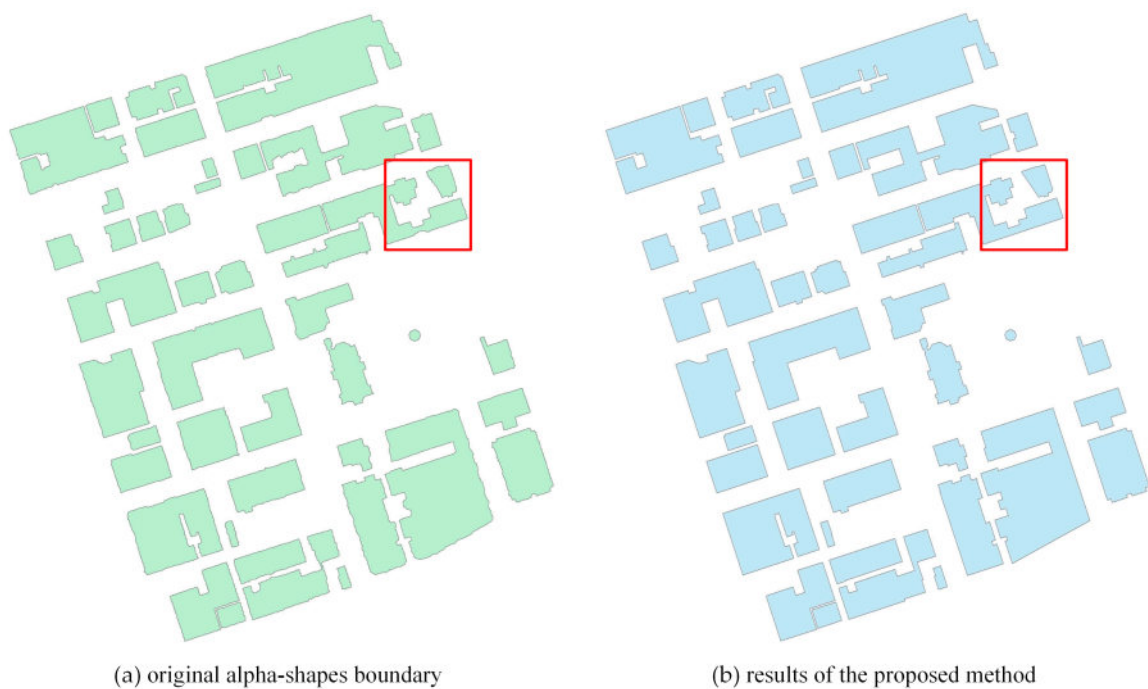 (a) original alpha-shapes boundary
(b) results of the proposed method